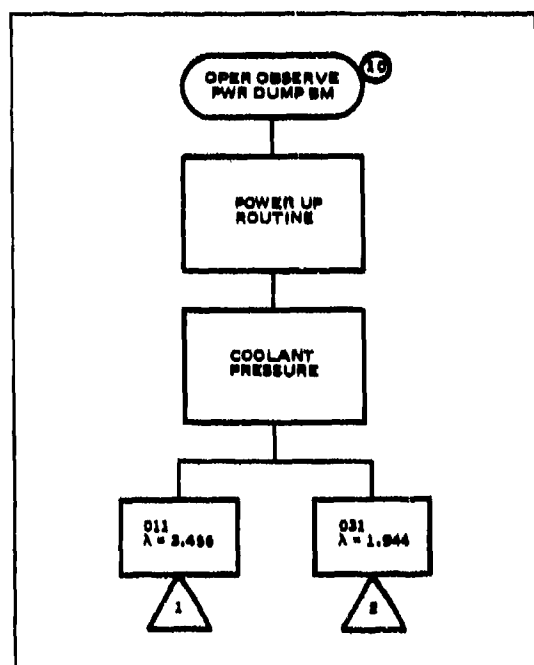 OPER OBSERVE
PWR DUMP BM
10
POWER UP
ROUTINE
COOLANT
PRESSURE
011
λ = 3.456
031
λ = 1.944
1
2